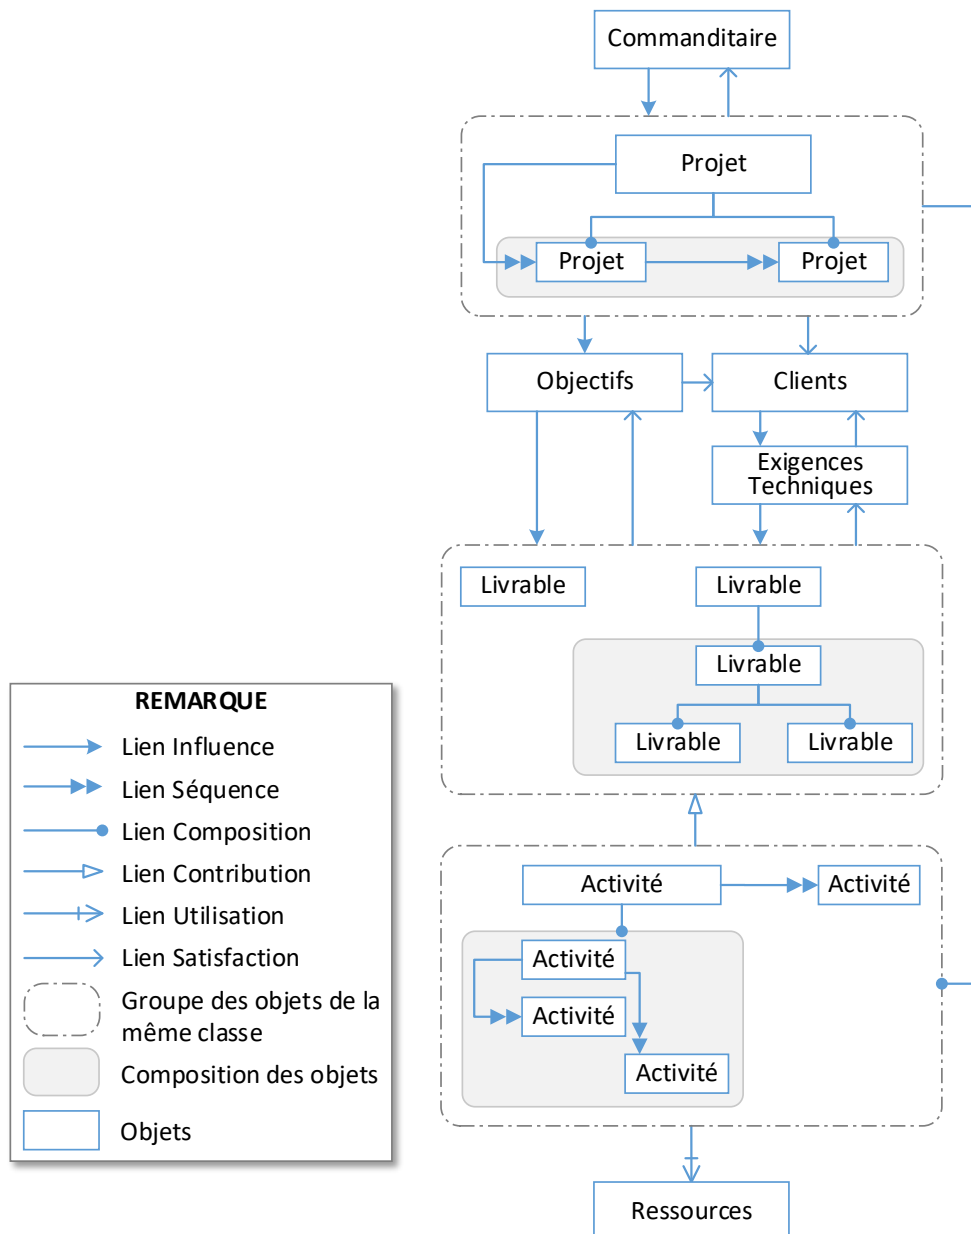 Commanditaire
Projet
Projet
Projet
Objectifs
Clients
Exigences
Techniques
Livrable
Livrable
Livrable
Livrable
Livrable
REMARQUE
Lien Influence
Lien Séquence
Lien Composition
Lien Contribution
Lien Utilisation
Lien Satisfaction
Groupe des objets de la
même classe
Composition des objets
Objets
Activité
Activité
Activité
Activité
Activité
Ressources